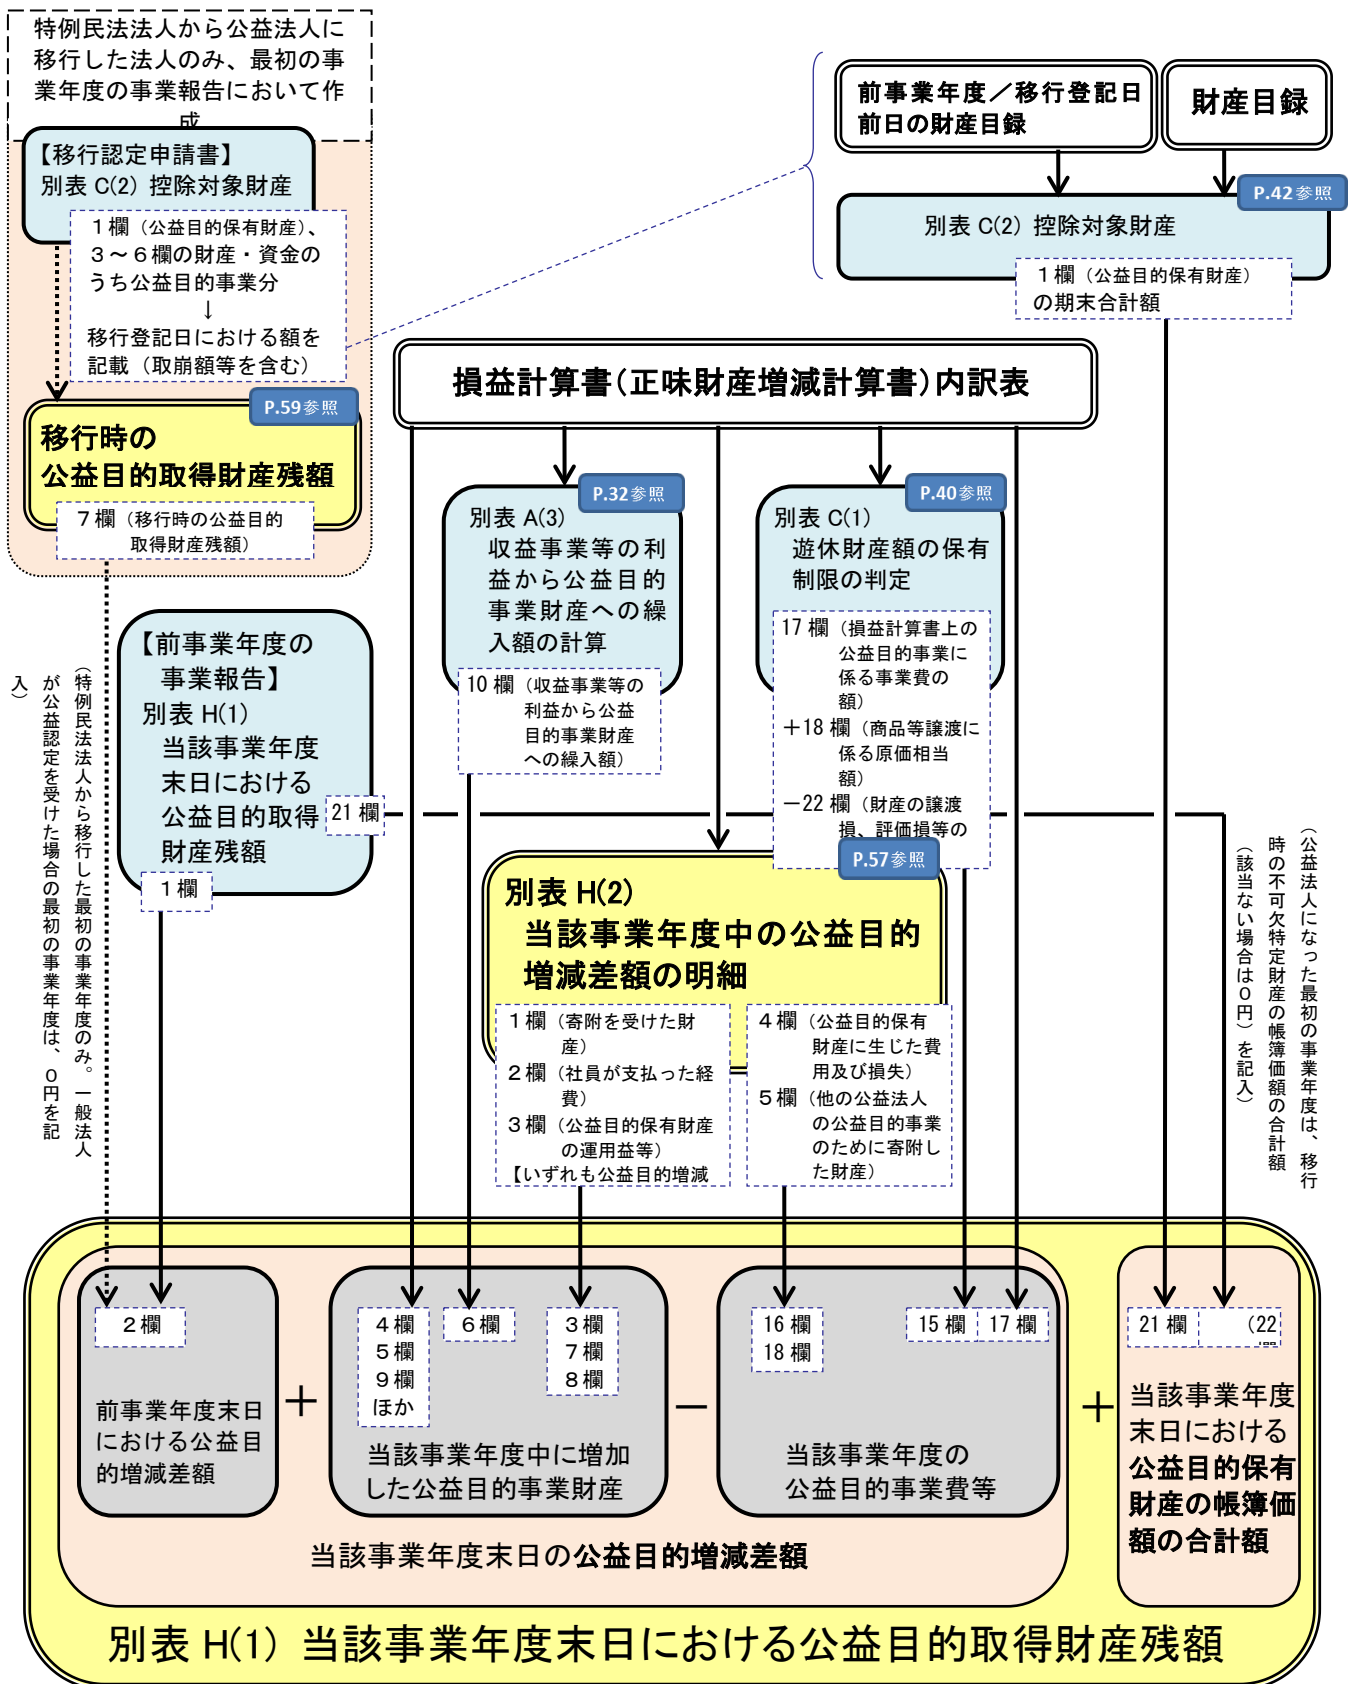 特例民法法人から公益法人に
移行した法人のみ、最初の事
業年度の事業報告において作
成
【移行認定申請書】
別表 C(2) 控除対象財産
1欄（公益目的保有財産）、
3～6欄の財産・資金の
うち公益目的事業分
↓
移行登記日における額を
記載（取崩額等を含む）
P.59参照
移行時の
公益目的取得財産残額
7欄（移行時の公益目的
取得財産残額）
前事業年度／移行登記日
前日の財産目録
財産目録
P.42参照
別表 C(2) 控除対象財産
1欄（公益目的保有財産）
の期末合計額
損益計算書（正味財産増減計算書）内訳表
P.32参照
別表 A(3)
収益事業等の利
益から公益目的
事業財産への繰
入額の計算
10欄（収益事業等の
利益から公益
目的事業財産
への繰入額）
P.40参照
別表 C(1)
遊休財産額の保有
制限の判定
17欄（損益計算書上の
公益目的事業に
係る事業費の
額）
＋18欄（商品等譲渡に
係る原価相当
額）
－22欄（財産の譲渡
損、評価損等の
【前事業年度の
事業報告】
別表 H(1)
当該事業年度
末日における
公益目的取得
財産残額
21欄
1欄
（特例民法法人から移行した最初の事業年度のみ。一般法人
が公益認定を受けた場合の最初の事業年度は、0円を記
入）
P.57参照
別表 H(2)
当該事業年度中の公益目的
増減差額の明細
1欄（寄附を受けた財
産）
2欄（社員が支払った経
費）
3欄（公益目的保有財産
の運用益等）
【いずれも公益目的増減
4欄（公益目的保有
財産に生じた費
用及び損失）
5欄（他の公益法人
の公益目的事業
のために寄附し
た財産）
（公益法人になった最初の事業年度は、移行
時の不可欠特定財産の帳簿価額の合計額
（該当ない場合は0円）を記入）
2欄
前事業年度末日
における公益目
的増減差額
＋
4欄
5欄
9欄
ほか
6欄
3欄
7欄
8欄
当該事業年度中に増加
した公益目的事業財産
－
16欄
18欄
15欄
17欄
当該事業年度の
公益目的事業費等
＋
21欄
（22
当該事業年度
末日における
公益目的保有
財産の帳簿価
額の合計額
当該事業年度末日の公益目的増減差額
別表 H(1) 当該事業年度末日における公益目的取得財産残額